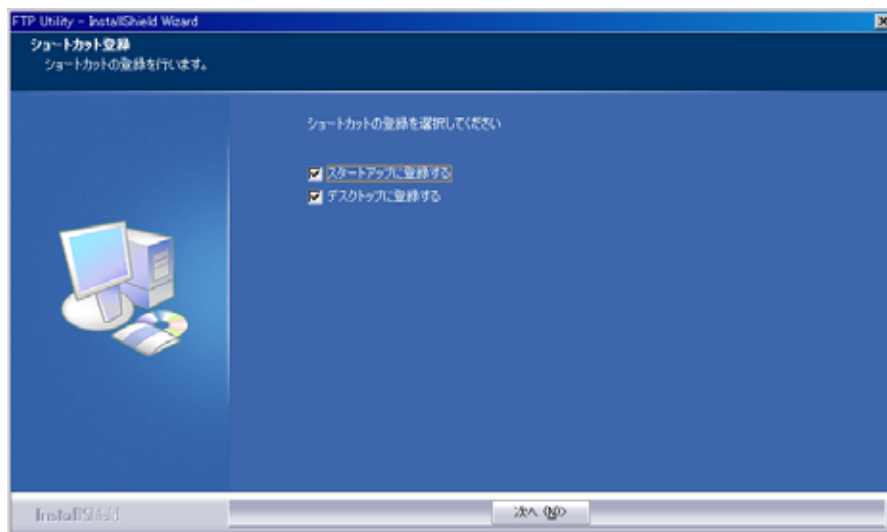 FTP Utility - InstallShield Wizard
ショートカット登録
ショートカットの登録を行います。
ショートカットの登録を選択してください
スタートアップに登録する
デスクトップに登録する
InstallShield
次へ (N)>